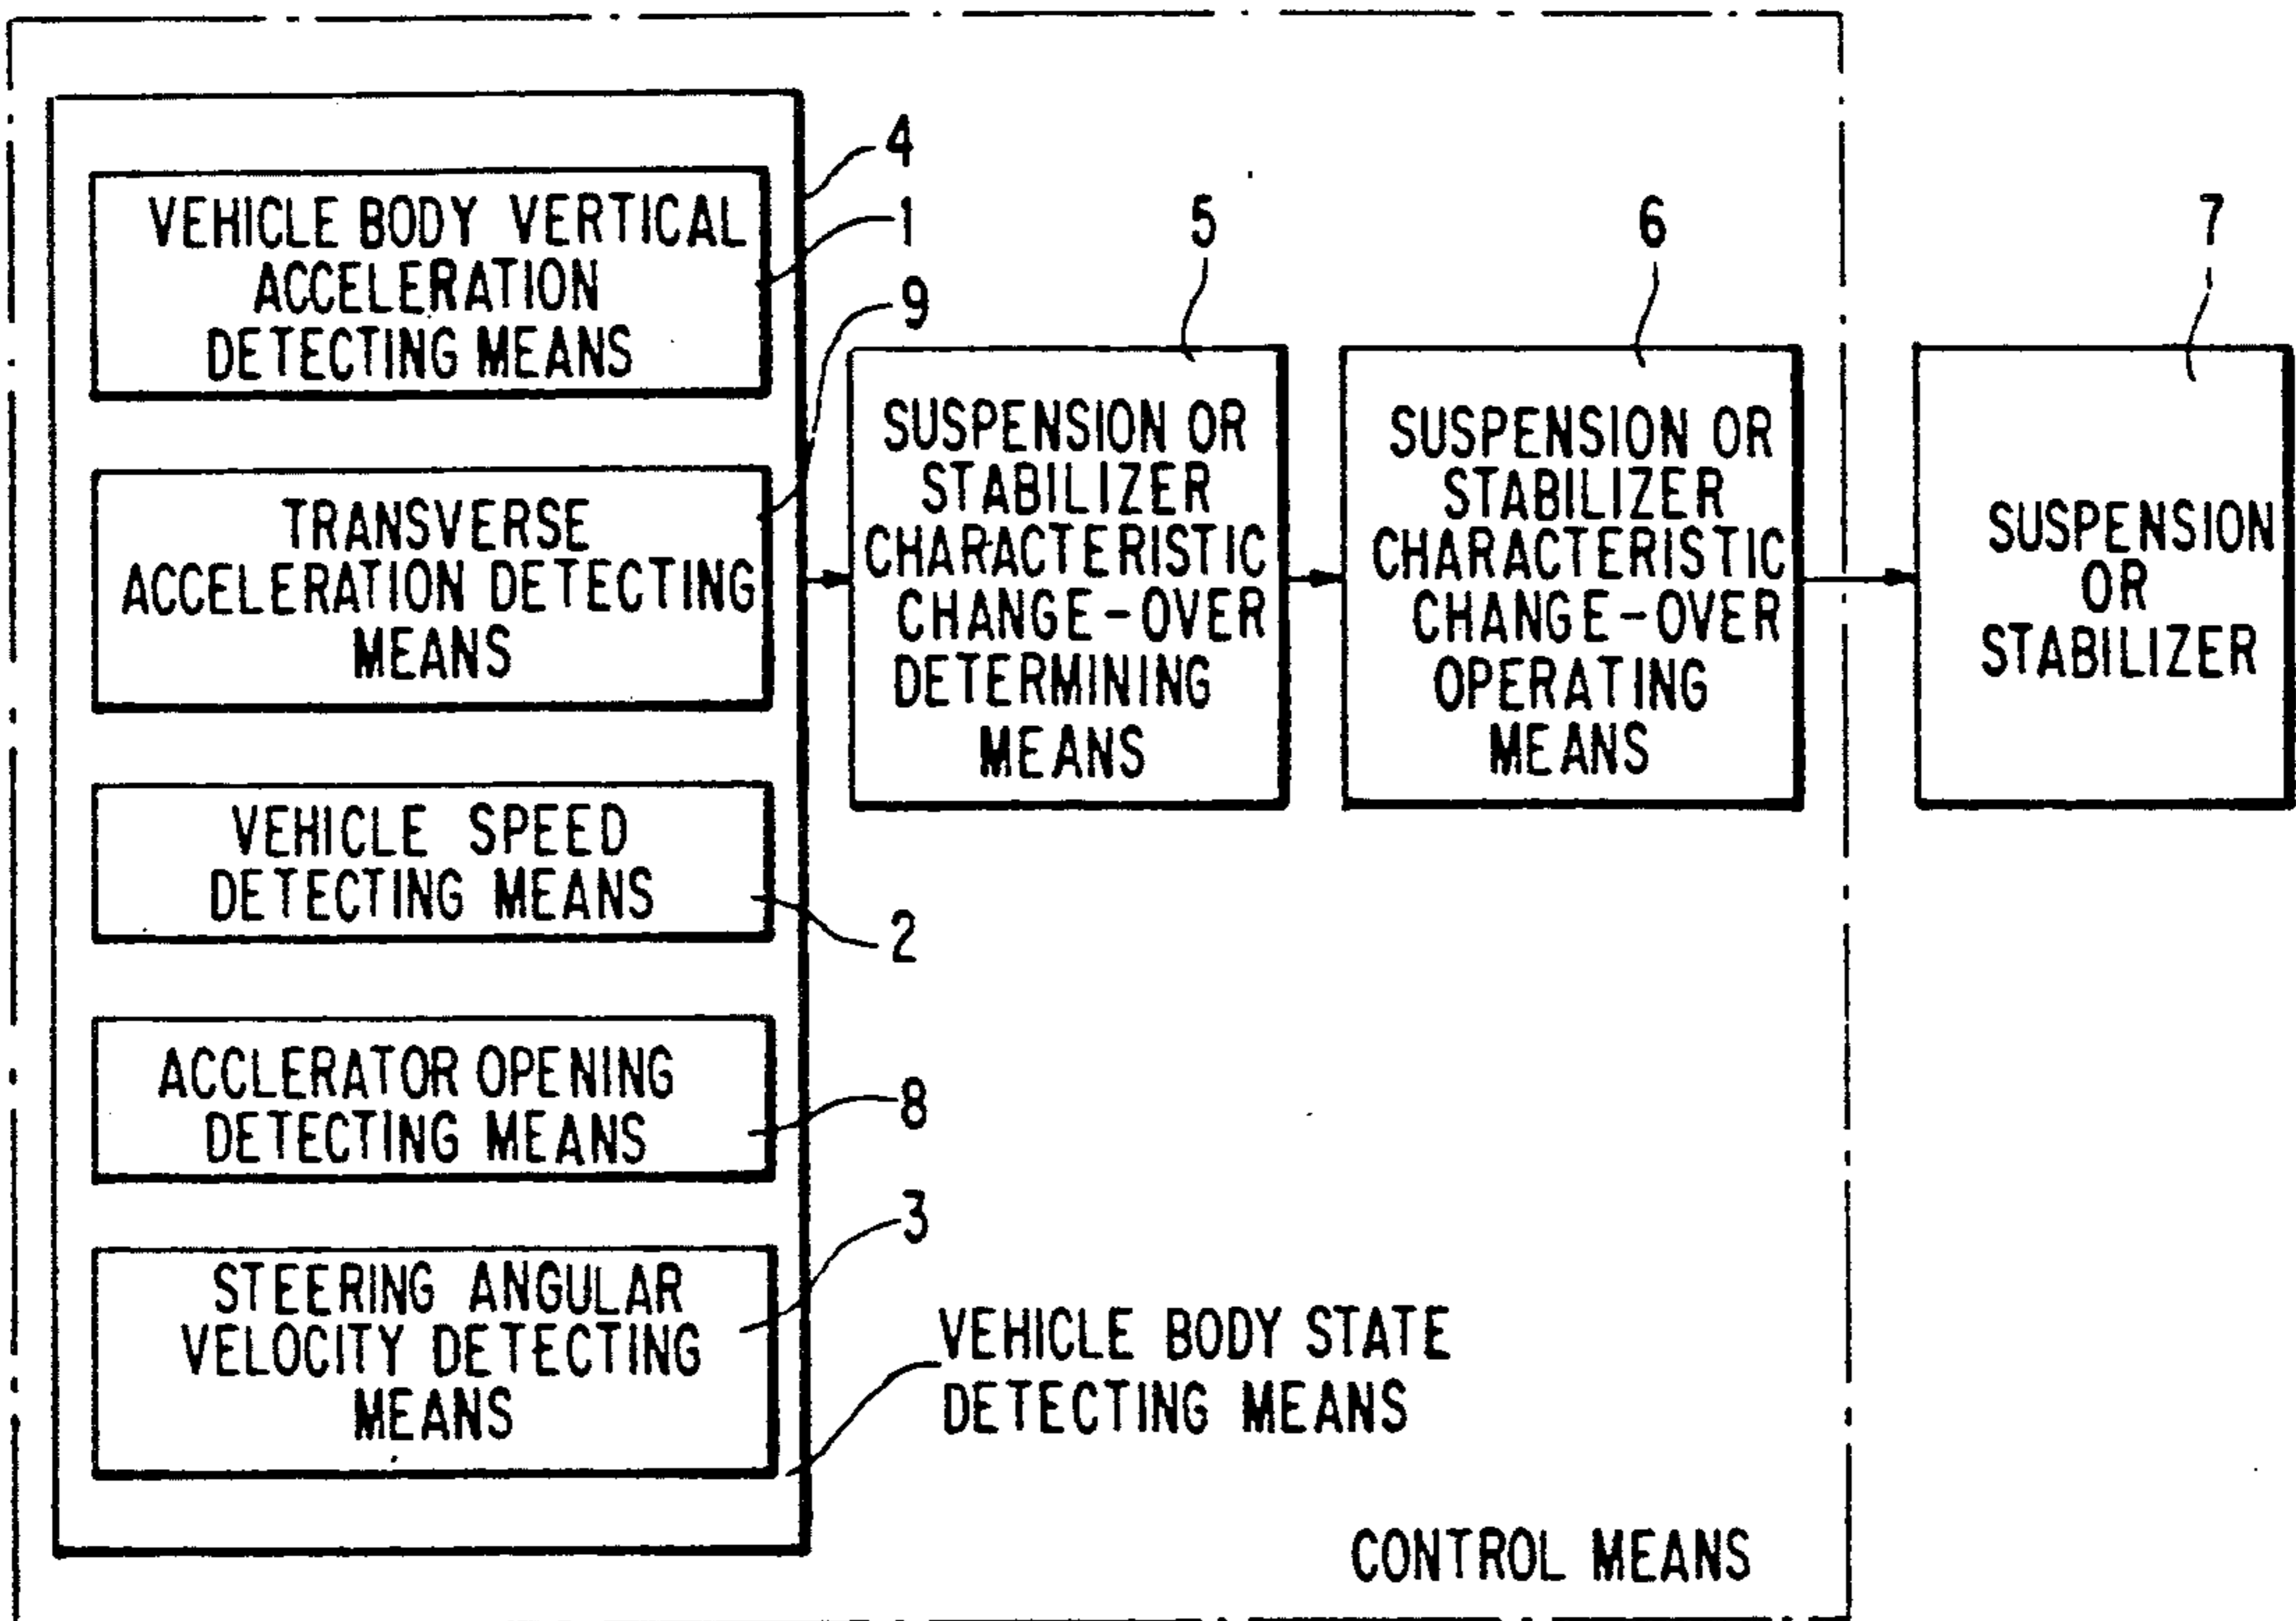 4
VEHICLE BODY VERTICAL
ACCELERATION
DETECTING MEANS
1
9
TRANSVERSE
ACCELERATION DETECTING
MEANS
VEHICLE SPEED
DETECTING MEANS
2
ACCLERATOR OPENING
DETECTING MEANS
8
3
STEERING ANGULAR
VELOCITY DETECTING
MEANS
VEHICLE BODY STATE
DETECTING MEANS
5
SUSPENSION OR
STABILIZER
CHARACTERISTIC
CHANGE-OVER
DETERMINING
MEANS
6
SUSPENSION OR
STABILIZER
CHARACTERISTIC
CHANGE-OVER
OPERATING
MEANS
7
SUSPENSION
OR
STABILIZER
CONTROL MEANS